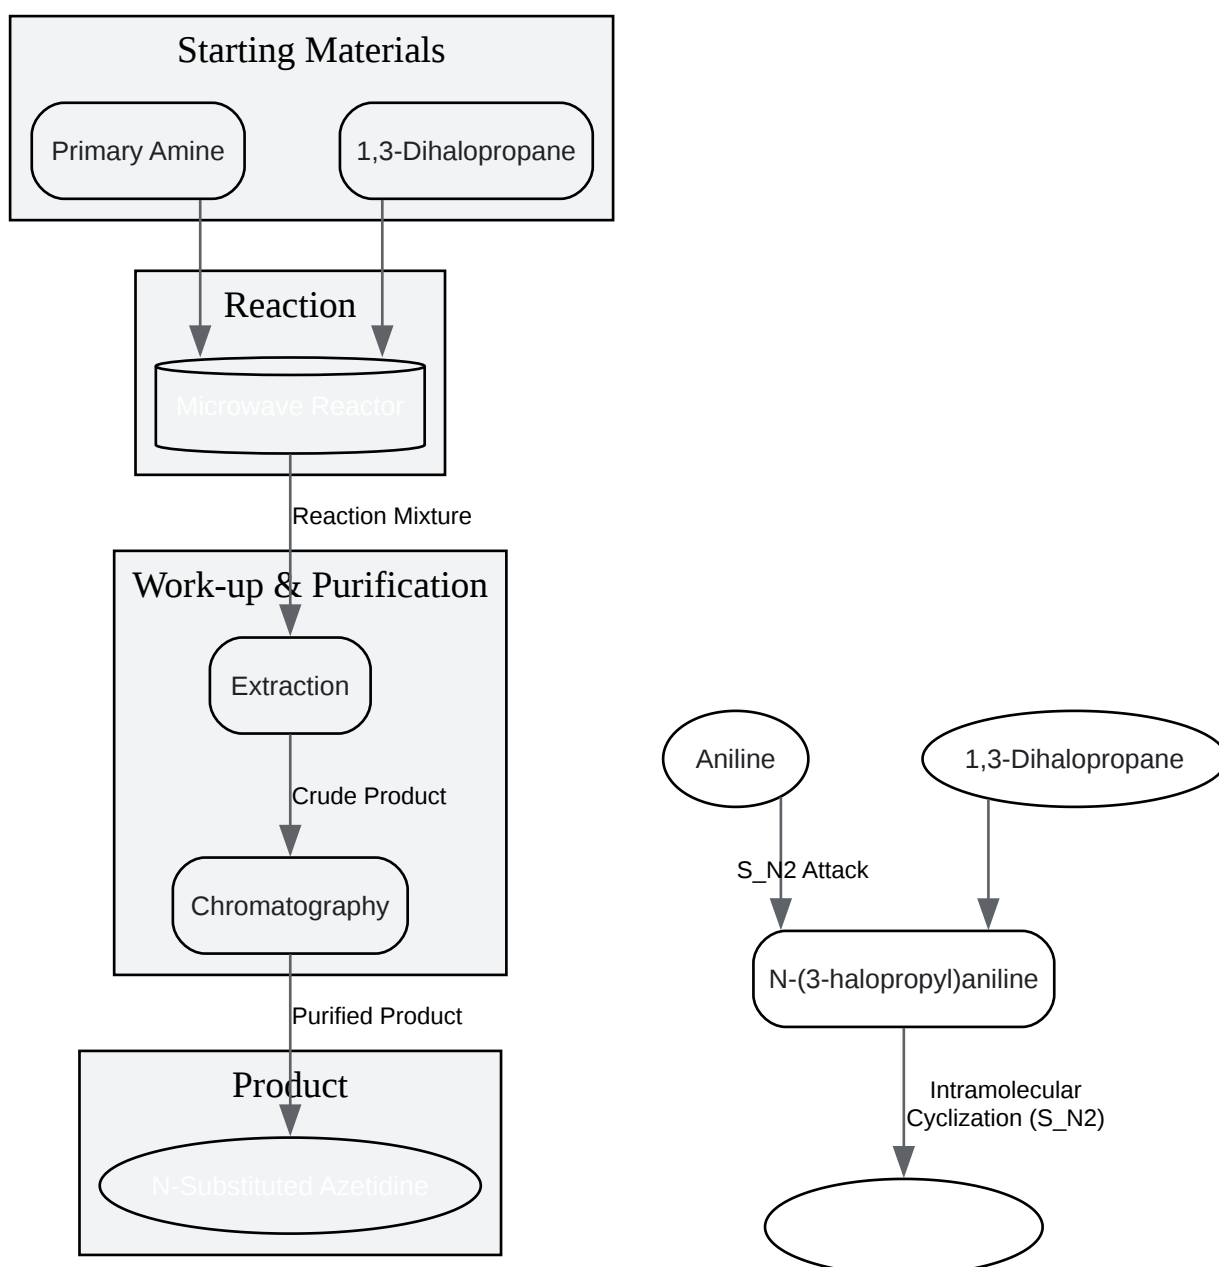 Starting Materials
Primary Amine
1,3-Dihalopropane
Reaction
Microwave Reactor
Reaction Mixture
Work-up & Purification
Extraction
Crude Product
Chromatography
Purified Product
Product
N-Substituted Azetidine
Aniline
1,3-Dihalopropane
S_N2 Attack
N-(3-halopropyl)aniline
Intramolecular
Cyclization (S_N2)